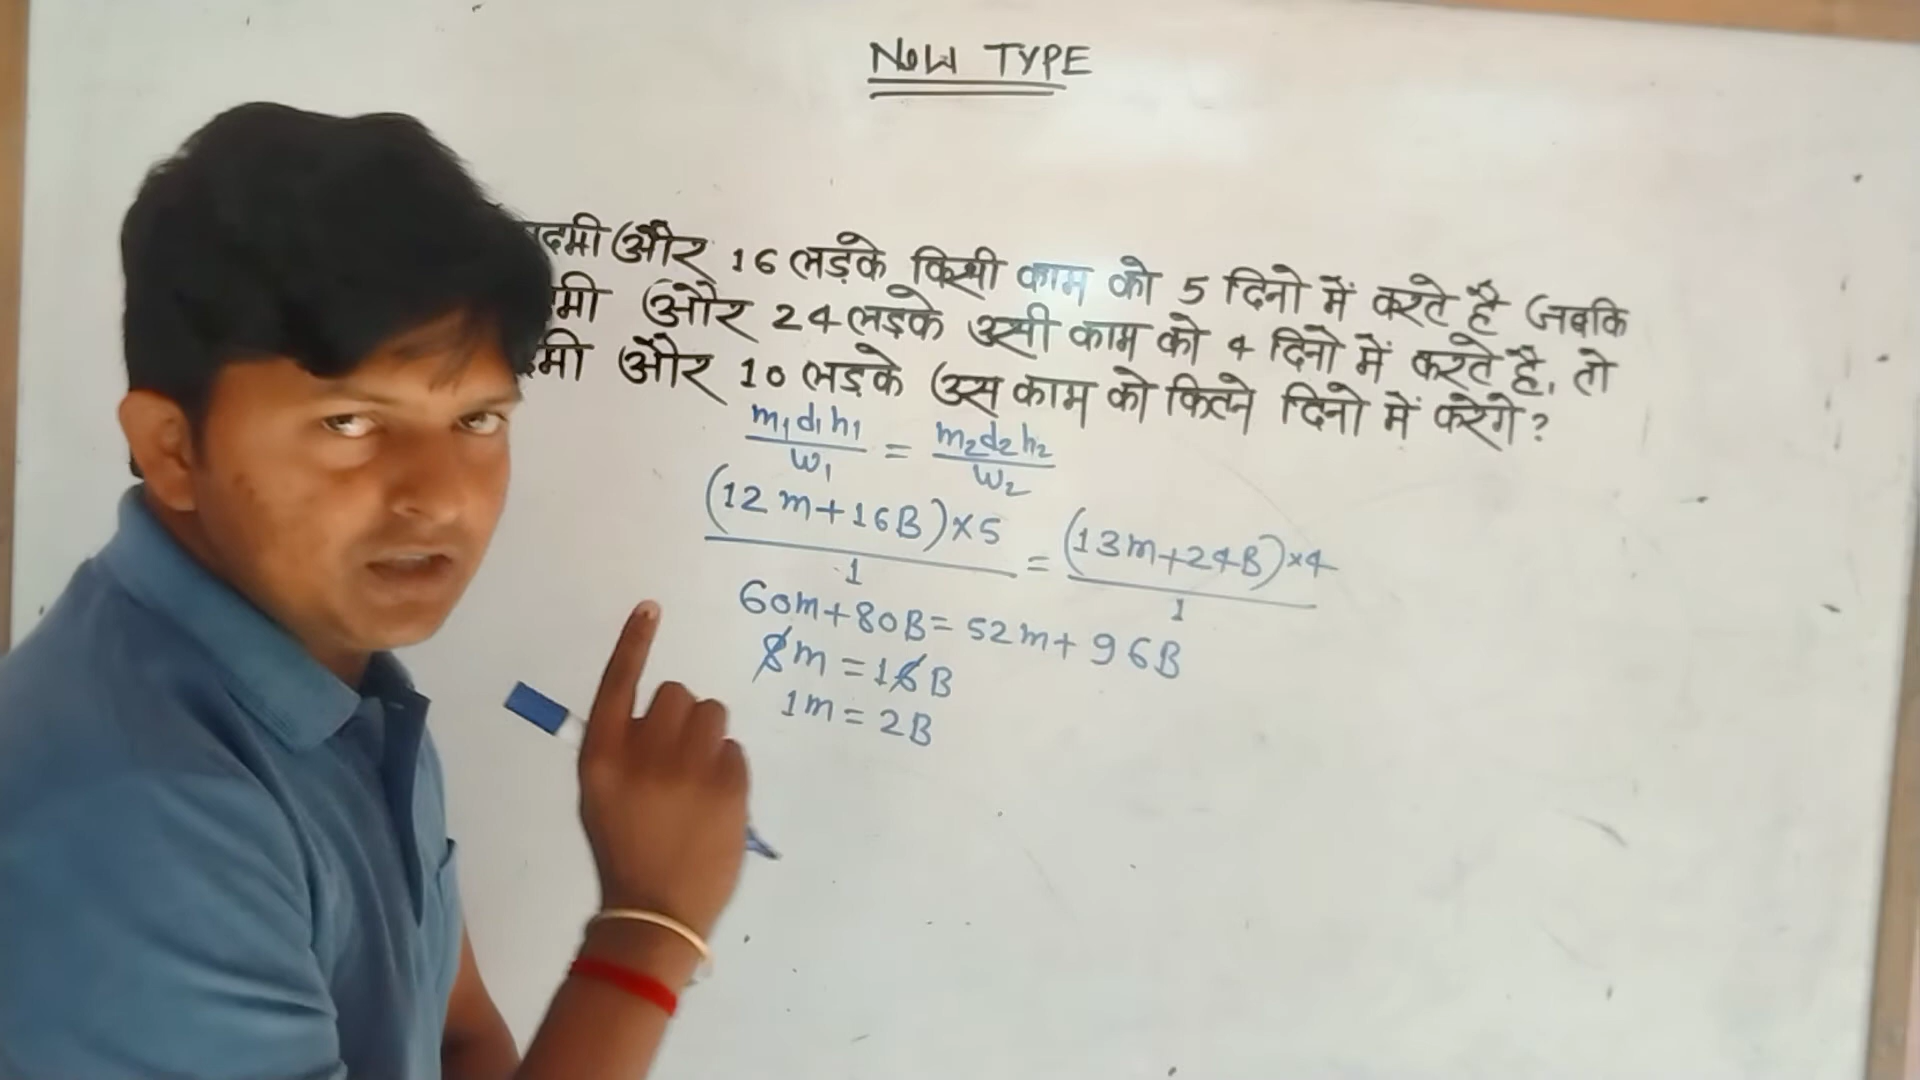 NEW TYPE
और 16 लड़के किसी काम को 5 दिनो में करते है जबकि
और 24 लड़के उसी काम को 4 दिनो में करते है, तो
और 10 लड़के उस काम को कितने दिनो में करेगे?
m₁d₁h₁/w₁ = m₂d₂h₂/w₂
(12m+16B)×5/1 = (13m+24B)×4/1
60m+80B=52m+96B
8m=16B
1m=2B